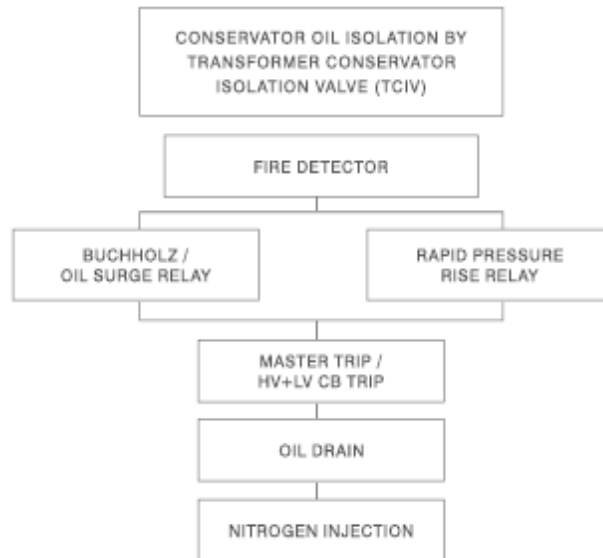 CONSERVATOR OIL ISOLATION BY
TRANSFORMER CONSERVATOR
ISOLATION VALVE (TCIV)
FIRE DETECTOR
BUCHHOLZ /
OIL SURGE RELAY
RAPID PRESSURE
RISE RELAY
MASTER TRIP /
HV+LV CB TRIP
OIL DRAIN
NITROGEN INJECTION